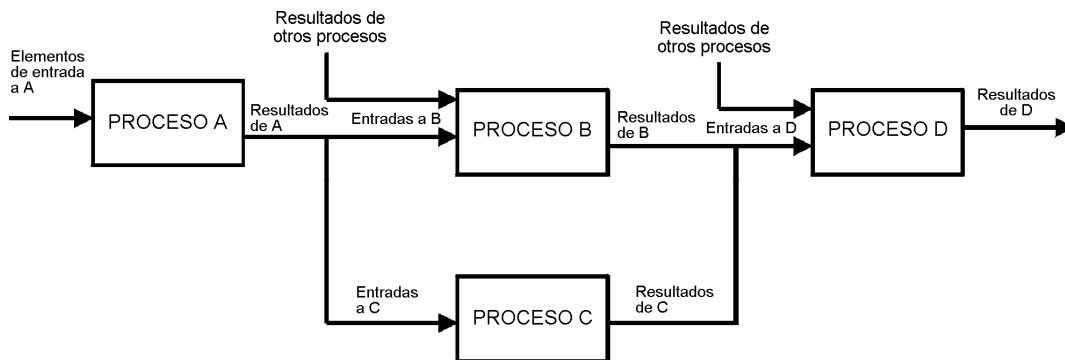 Resultados de
otros procesos
Resultados de
otros procesos
Elementos
de entrada
a A
PROCESO A
Resultados
de A
Entradas a B
PROCESO B
Resultados
de B
Entradas a D
PROCESO D
Resultados
de D
Entradas
a C
PROCESO C
Resultados
de C